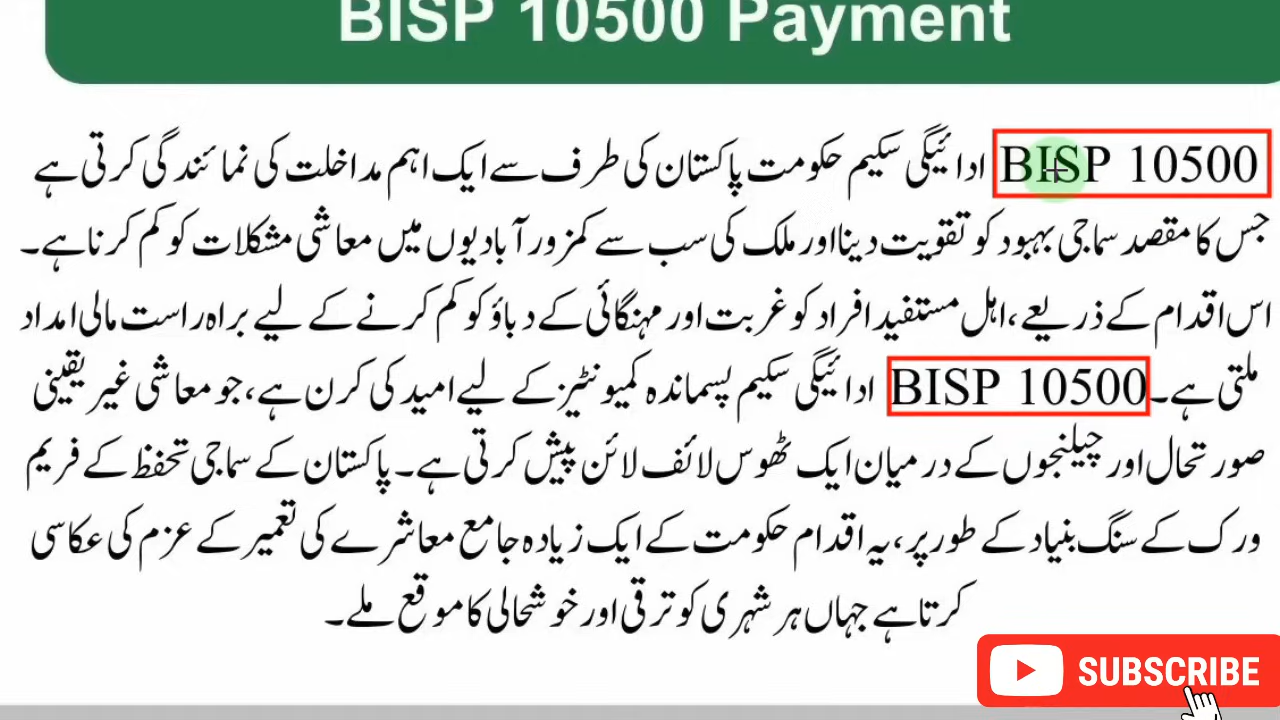 BISP 10500 Payment
BISP 10500 ادائیگی سکیم حکومت پاکستان کی طرف سے ایک اہم مداخلت کی نمائندگی کرتی ہے
جس کا مقصد سماجی بہبود کو تقویت دینا اور ملک کی سب سے کمزور آبادیوں میں معاشی مشکلات کو کم کرنا ہے۔
اس اقدام کے ذریعے، اہل مستفید افراد کو غربت اور مہنگائی کے دباؤ کو کم کرنے کے لیے براہ راست مالی امداد
ملتی ہے۔ BISP 10500 ادائیگی سکیم پسماندہ کمیونٹیز کے لیے امید کی کرن ہے، جو معاشی غیر یقینی
صورتحال اور چیلنجوں کے درمیان ایک ٹھوس لائف لائن پیش کرتی ہے۔ پاکستان کے سماجی تحفظ کے فریم
ورک کے سنگ بنیاد کے طور پر، یہ اقدام حکومت کے ایک زیادہ جامع معاشرے کی تعمیر کے عزم کی عکاسی
کرتا ہے جہاں ہر شہری کو ترقی اور خوشحالی کا موقع ملے۔
SUBSCRIBE